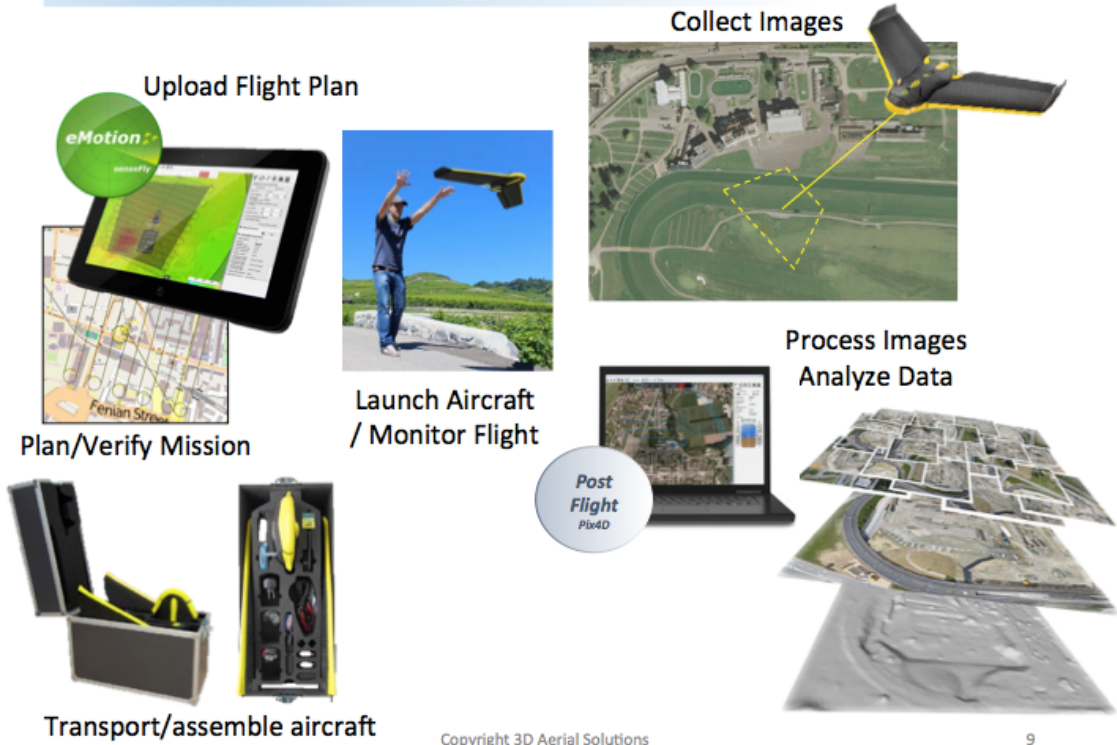 Collect Images
Upload Flight Plan
eMotion
senseFly
Fenian Street
Plan/Verify Mission
Launch Aircraft
/ Monitor Flight
Process Images
Analyze Data
Post
Flight
Pix4D
Transport/assemble aircraft
Copyright 3D Aerial Solutions
9